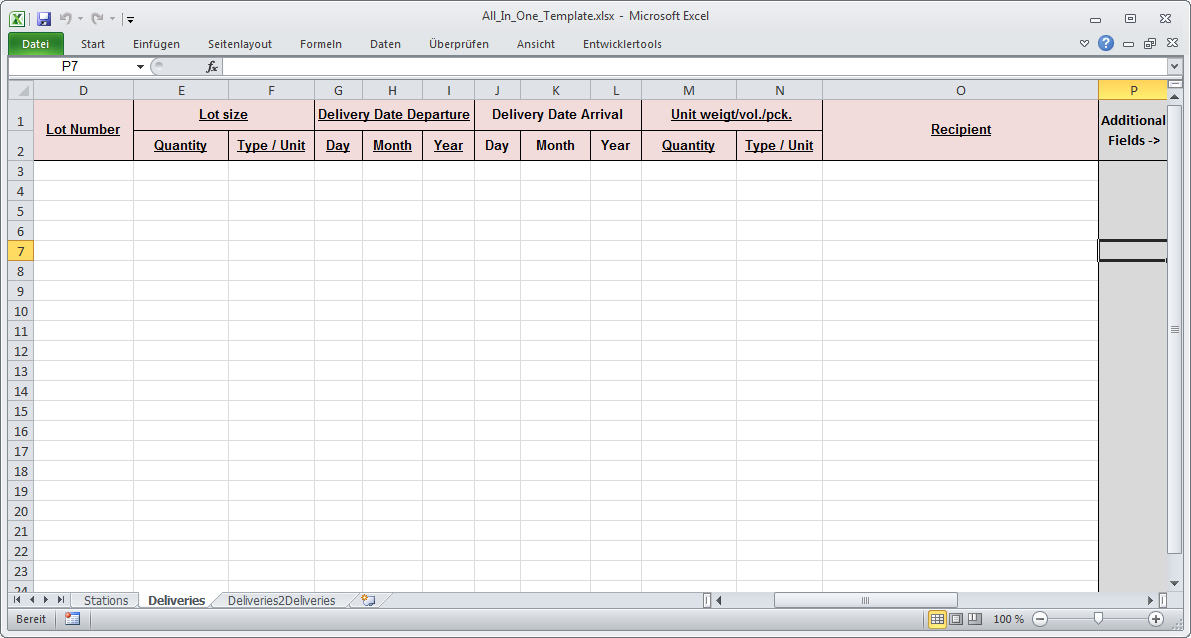 All_In_One_Template.xlsx - Microsoft Excel
Datei Start Einfügen Seitenlayout Formeln Daten Überprüfen Ansicht Entwicklertools
P7 fx
D E F G H I J K L M N O P
1 Lot Number Lot size Delivery Date Departure Delivery Date Arrival Unit weigt/vol./pck. Recipient Additional Fields ->
2 Quantity Type / Unit Day Month Year Day Month Year Quantity Type / Unit
3
4
5
6
7
8
9
10
11
12
13
14
15
16
17
18
19
20
21
22
23
24
Stations Deliveries Deliveries2Deliveries
Bereit 100 %